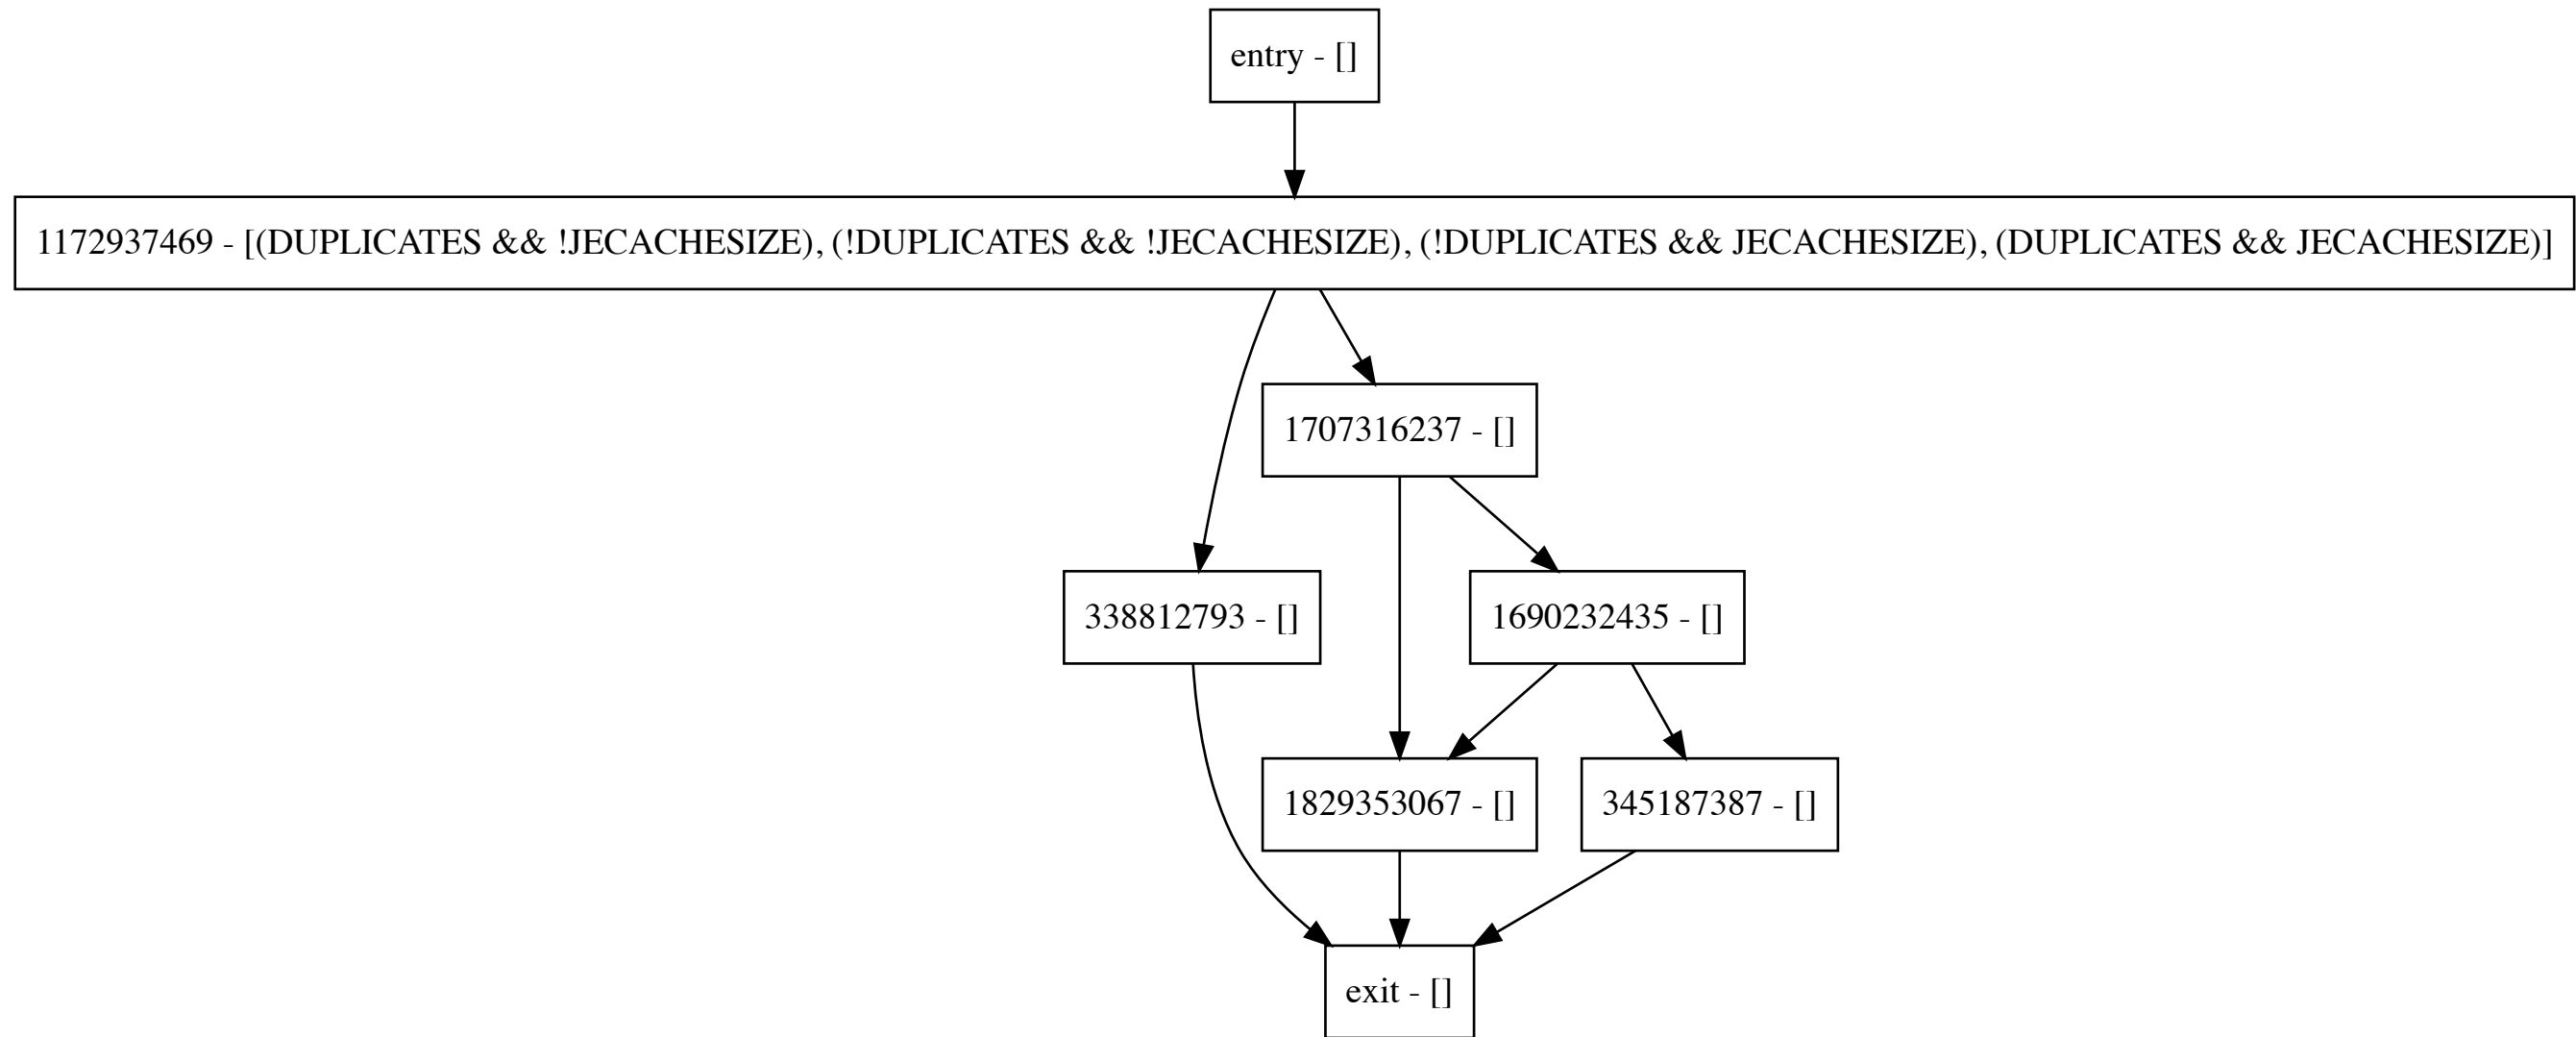 entry - []
1172937469 - [(DUPLICATES && !JECACHESIZE), (!DUPLICATES && !JECACHESIZE), (!DUPLICATES && JECACHESIZE), (DUPLICATES && JECACHESIZE)]
1707316237 - []
338812793 - []
1690232435 - []
1829353067 - []
345187387 - []
exit - []